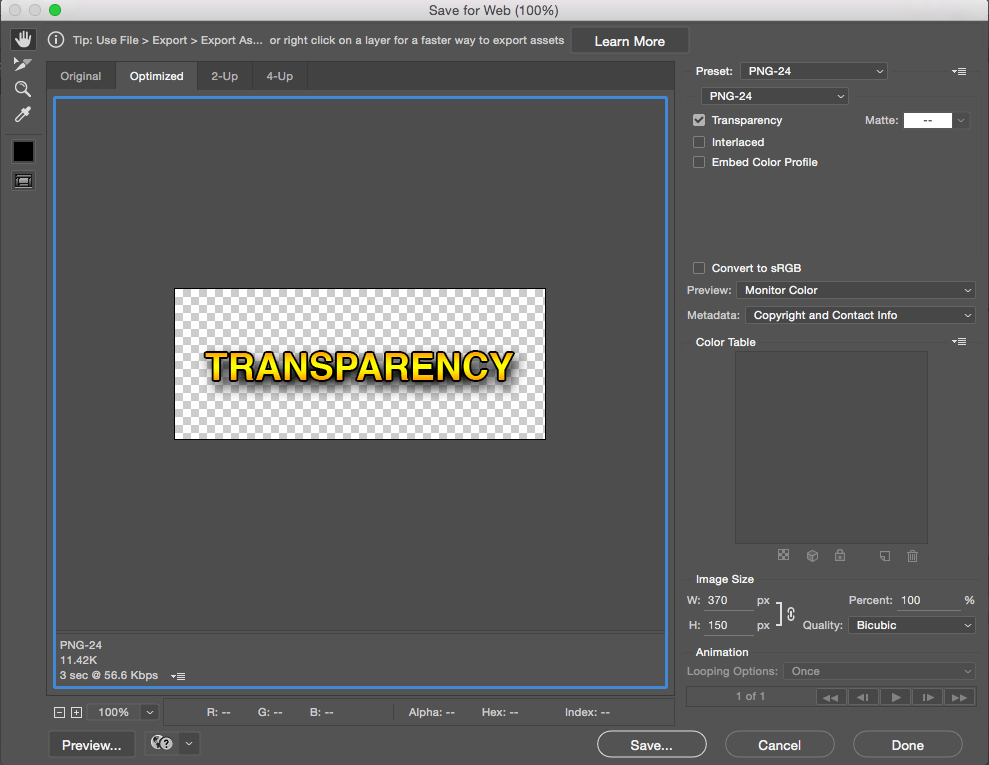 Save for Web (100%)
Tip: Use File > Export > Export As... or right click on a layer for a faster way to export assets
Learn More
Original
Optimized
2-Up
4-Up
TRANSPARENCY
PNG-24
11.42K
3 sec @ 56.6 Kbps
100%
R: --
G: --
B: --
Alpha: --
Hex: --
Index: --
Preview...
Preset: PNG-24
PNG-24
Transparency
Matte: --
Interlaced
Embed Color Profile
Convert to sRGB
Preview: Monitor Color
Metadata: Copyright and Contact Info
Color Table
Image Size
W: 370 px
Percent: 100 %
H: 150 px
Quality: Bicubic
Animation
Looping Options: Once
1 of 1
Save...
Cancel
Done